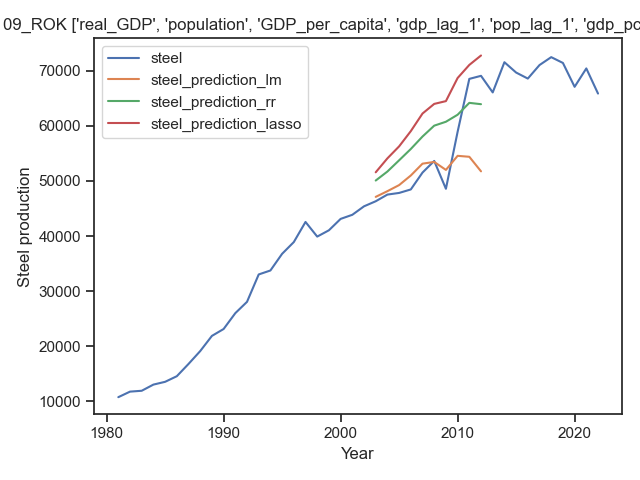 09_ROK ['real_GDP', 'population', 'GDP_per_capita', 'gdp_lag_1', 'pop_lag_1', 'gdp_po
steel
steel_prediction_lm
steel_prediction_rr
steel_prediction_lasso
Steel production
70000
60000
50000
40000
30000
20000
10000
1980
1990
2000
2010
2020
Year